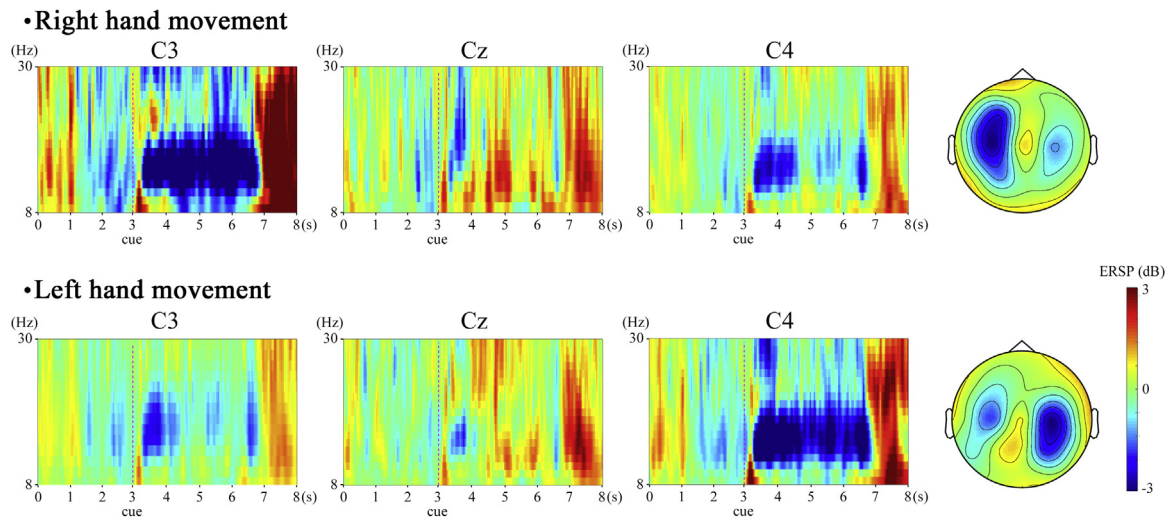 •Right hand movement
(Hz) C3 Cz C4
30 30 30
8 8 8
0 1 2 3 4 5 6 7 8(s) 0 1 2 3 4 5 6 7 8(s) 0 1 2 3 4 5 6 7 8(s)
cue cue cue
•Left hand movement
ERSP (dB)
(Hz) C3 (Hz) Cz (Hz) C4
30 30 30
3
0
-3
8 8 8
0 1 2 3 4 5 6 7 8(s) 0 1 2 3 4 5 6 7 8(s) 0 1 2 3 4 5 6 7 8(s)
cue cue cue